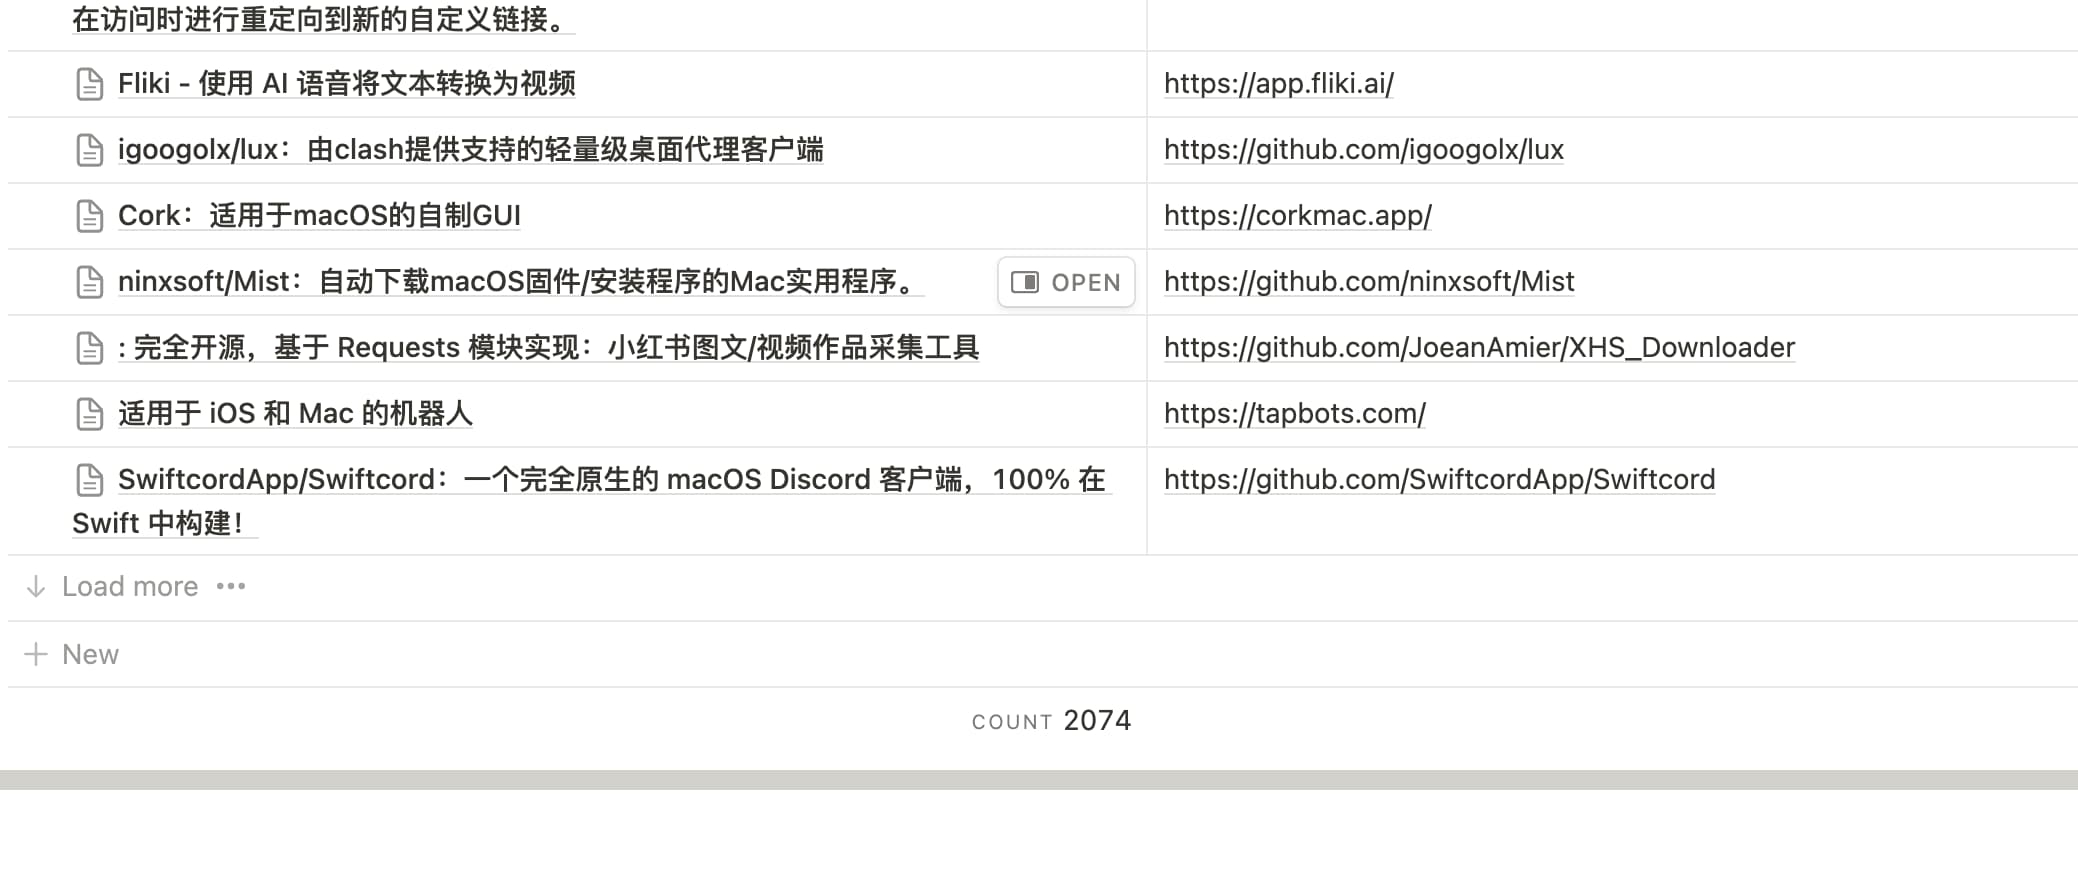 在访问时进行重定向到新的自定义链接。
Fliki - 使用 AI 语音将文本转换为视频
https://app.fliki.ai/
igoogolx/lux：由clash提供支持的轻量级桌面代理客户端
https://github.com/igoogolx/lux
Cork：适用于macOS的自制GUI
https://corkmac.app/
ninxsoft/Mist：自动下载macOS固件/安装程序的Mac实用程序。
OPEN
https://github.com/ninxsoft/Mist
: 完全开源，基于 Requests 模块实现：小红书图文/视频作品采集工具
https://github.com/JoeanAmier/XHS_Downloader
适用于 iOS 和 Mac 的机器人
https://tapbots.com/
SwiftcordApp/Swiftcord：一个完全原生的 macOS Discord 客户端，100% 在
Swift 中构建！
https://github.com/SwiftcordApp/Swiftcord
Load more •••
New
COUNT 2074